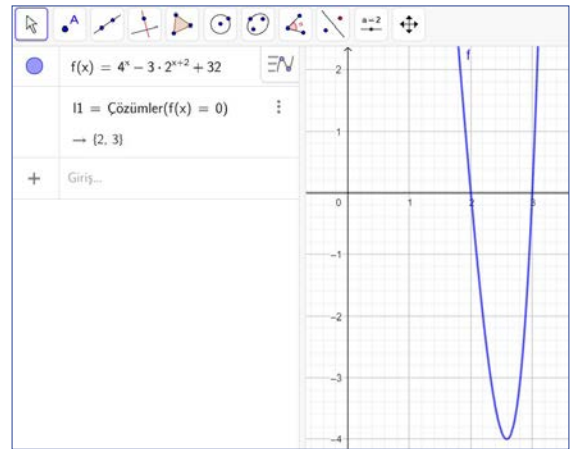 A
a=2
f(x) = 4ˣ − 3 · 2ˣ⁺² + 32
l1 = Çözümler(f(x) = 0)
→ {2, 3}
+ Giriş...
f
2
1
0 1 2 3
−1
−2
−3
−4